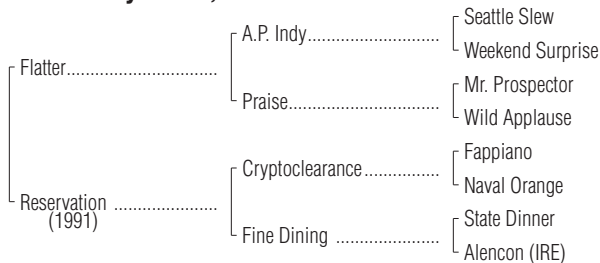 Seattle Slew
A.P. Indy
Weekend Surprise
Flatter
Mr. Prospector
Praise
Wild Applause
Fappiano
Cryptoclearance
Naval Orange
Reservation
(1991)
State Dinner
Fine Dining
Alencon (IRE)